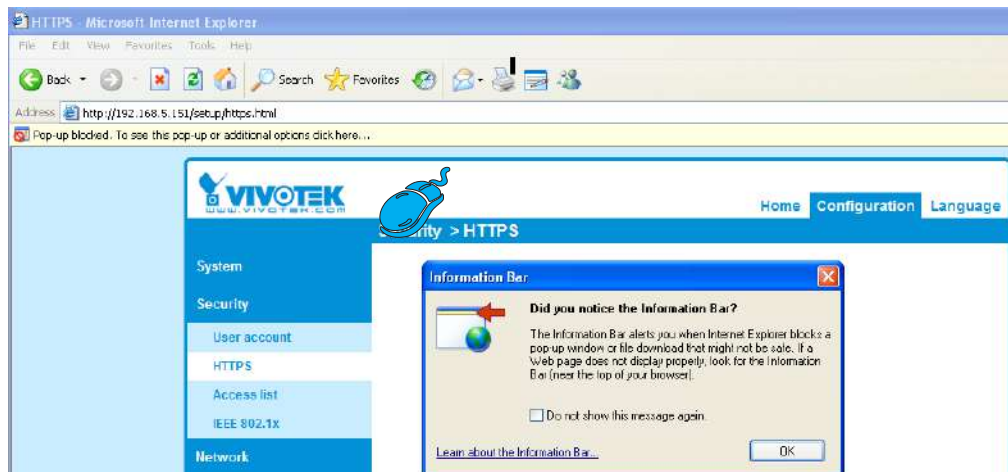 HTTPS - Microsoft Internet Explorer
File Edit View Favorites Tools Help
Back Search Favorites
Address http://192.168.5.151/setup/https.html
Pop-up blocked. To see this pop-up or additional options click here...
VIVOTEK
www.vivotek.com
Home Configuration Language
> HTTPS
System
Information Bar
Did you notice the Information Bar?
Security
The Information Bar alerts you when Internet Explorer blocks a
pop-up window or file download that might not be safe. If a
Web page does not display properly, look for the Information
Bar (near the top of your browser).
User account
HTTPS
Access list
Do not show this message again.
IEEE 802.1x
Learn about the Information Bar...
OK
Network